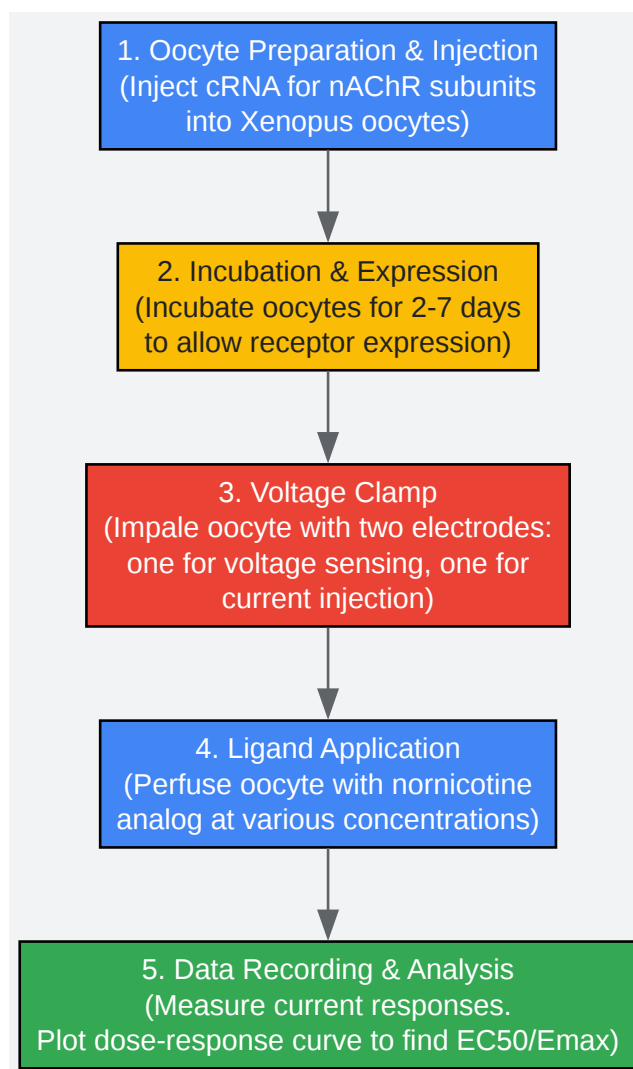 1. Oocyte Preparation & Injection
(Inject cRNA for nAChR subunits
into Xenopus oocytes)
2. Incubation & Expression
(Incubate oocytes for 2-7 days
to allow receptor expression)
3. Voltage Clamp
(Impale oocyte with two electrodes:
one for voltage sensing, one for
current injection)
4. Ligand Application
(Perfuse oocyte with nornicotine
analog at various concentrations)
5. Data Recording & Analysis
(Measure current responses.
Plot dose-response curve to find EC50/Emax)